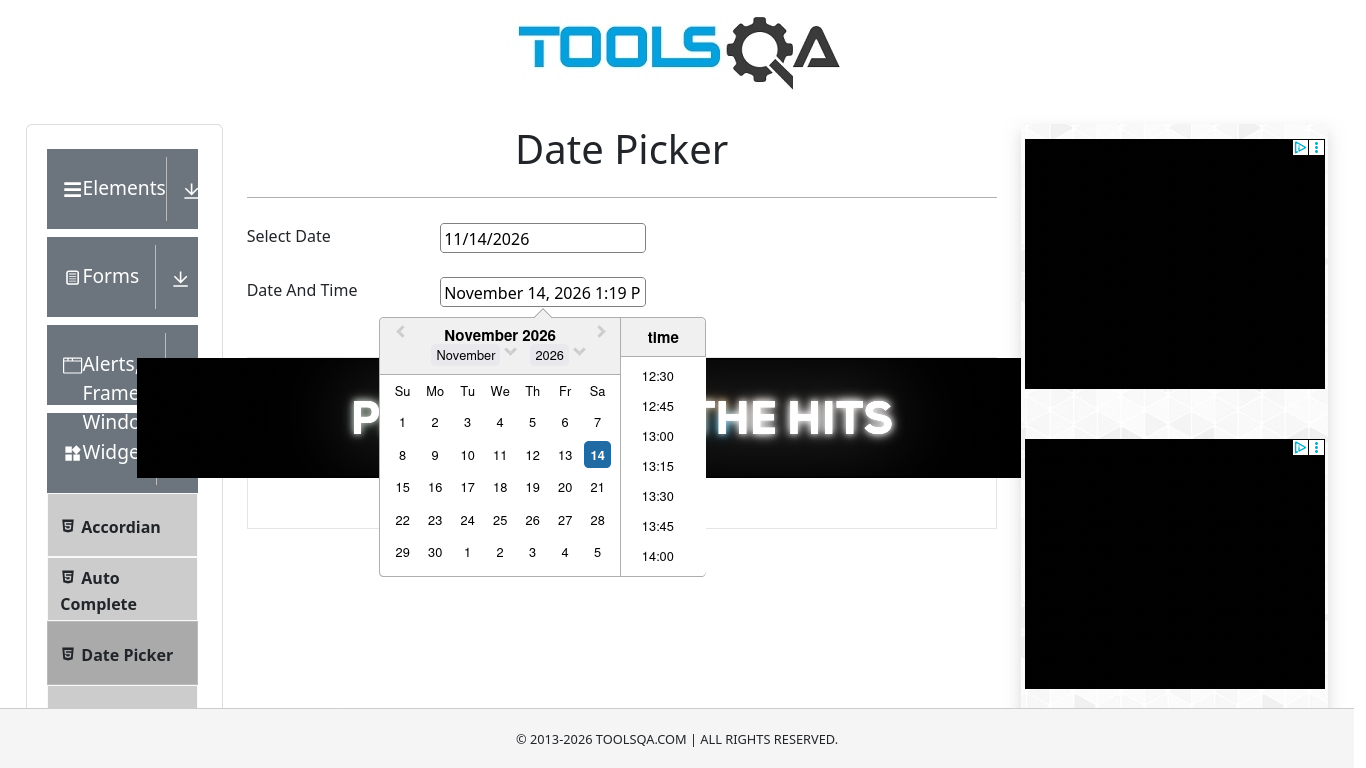 TOOLSQA
Date Picker
Elements
Forms
Alerts,
Frame
Windo
Widge
Accordian
Auto
Complete
Date Picker
Select Date
11/14/2026
Date And Time
November 14, 2026 1:19 P
November 2026
November 2026
Su Mo Tu We Th Fr Sa
1 2 3 4 5 6 7
8 9 10 11 12 13 14
15 16 17 18 19 20 21
22 23 24 25 26 27 28
29 30 1 2 3 4 5
time
12:30
12:45
13:00
13:15
13:30
13:45
14:00
P THE HITS
© 2013-2026 TOOLSQA.COM | ALL RIGHTS RESERVED.